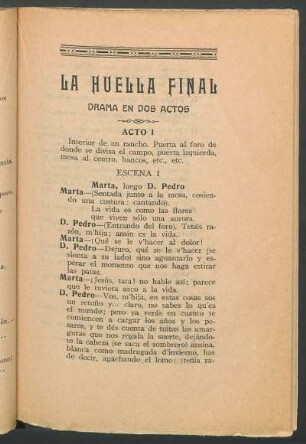 LA HUELLA FINAL
DRAMA EN DOS ACTOS
ACTO I
Interior de un rancho. Puerta al foro de
donde se divisa el campo, puerta izquierda,
mesa al centro, bancos, etc., etc.
ESCENA I
Marta, luego D. Pedro
Marta—(Sentada junto a la mesa, cosien-
do una costura; cantando).
La vida es como las flores
que viven sólo una aurora.
D. Pedro—(Entrando del foro). Tenés ra-
zón, m'hija; ansín es la vida.
Marta—¡Qué se le v'hacer al dolor!
D. Pedro—Dejuro, qué se le v'hacer (se
sienta a su lado) sino aguantarlo y es-
perar el momento que nos haga estirar
las patas.
Marta—¡Jesús, tata! no hable así; parece
que le tuviera asco a la vida.
D. Pedro—Vos, m'hija, en estas cosas sos
un retoño y... claro, no sabes lo qu'es
el mundo; pero ya verás en cuanto se
comiencen a cargar los años y los pe-
sares, y te dés cuenta de tuitas las amar-
guras que nos regala la suerte, dejándo-
te la cabeza (se saca el sombrero) ansina,
blanca como madrugada d'invierno, has
de decir, agachando el lomo: ¡tenía ra-